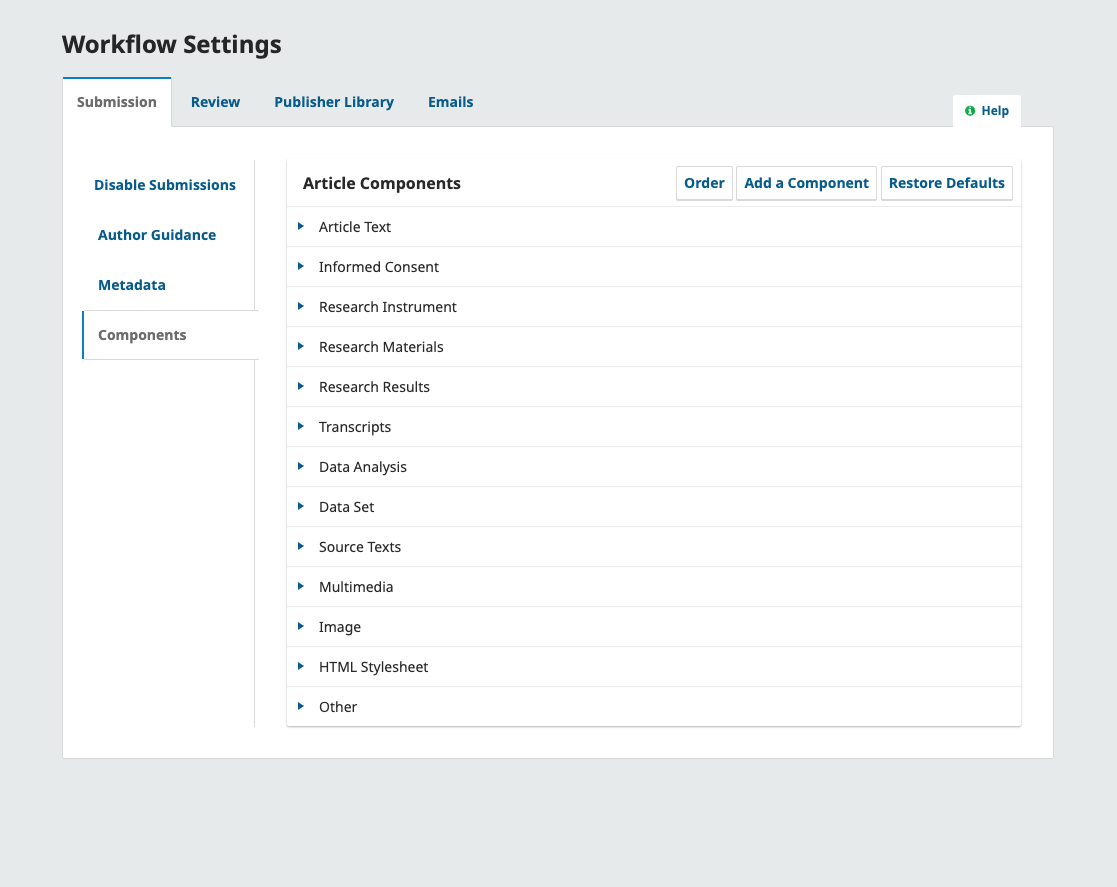 Workflow Settings
Submission
Review
Publisher Library
Emails
Help
Disable Submissions
Author Guidance
Metadata
Components
Article Components
Order
Add a Component
Restore Defaults
Article Text
Informed Consent
Research Instrument
Research Materials
Research Results
Transcripts
Data Analysis
Data Set
Source Texts
Multimedia
Image
HTML Stylesheet
Other